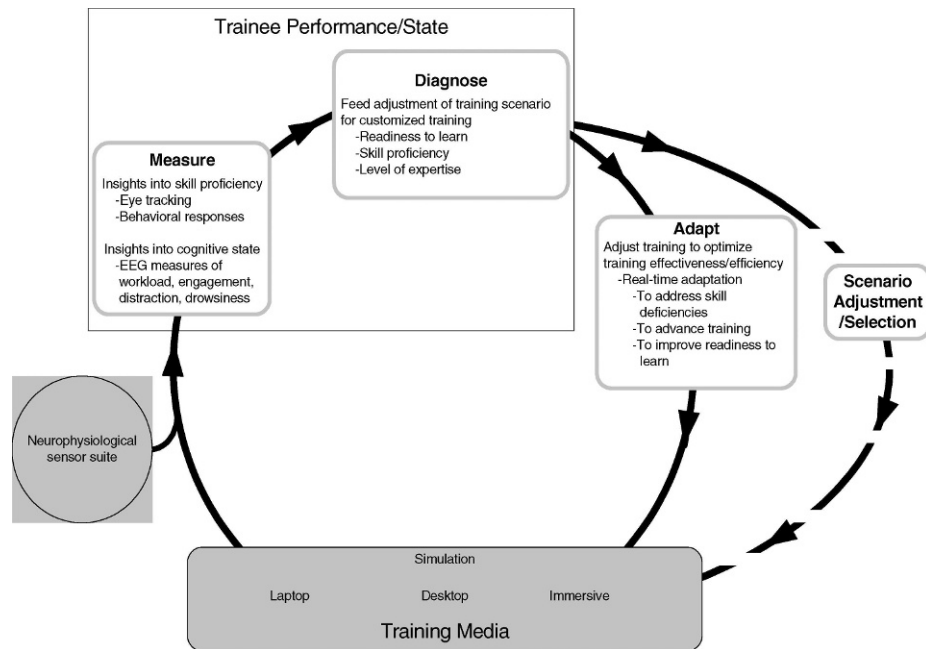 Trainee Performance/State
Diagnose
Feed adjustment of training scenario
for customized training
-Readiness to learn
-Skill proficiency
-Level of expertise
Measure
Insights into skill proficiency
-Eye tracking
-Behavioral responses
Insights into cognitive state
-EEG measures of
workload, engagement,
distraction, drowsiness
Adapt
Adjust training to optimize
training effectiveness/efficiency
-Real-time adaptation
-To address skill
deficiencies
-To advance training
-To improve readiness to
learn
Scenario
Adjustment
/Selection
Neurophysiological
sensor suite
Simulation
Laptop Desktop Immersive
Training Media